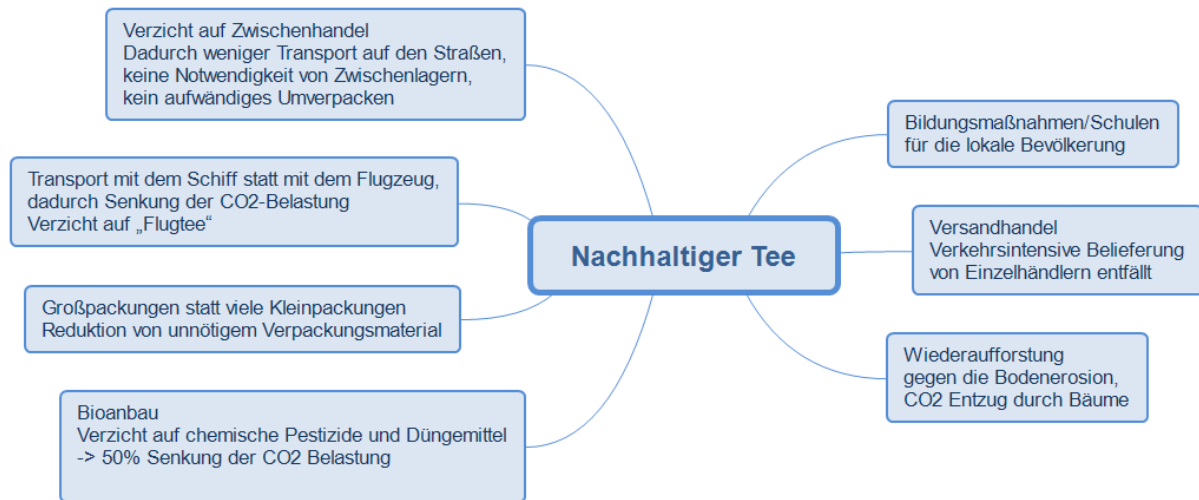 Verzicht auf Zwischenhandel
Dadurch weniger Transport auf den Straßen,
keine Notwendigkeit von Zwischenlagern,
kein aufwändiges Umverpacken
Transport mit dem Schiff statt mit dem Flugzeug,
dadurch Senkung der CO2-Belastung
Verzicht auf „Flugtee“
Großpackungen statt viele Kleinpackungen
Reduktion von unnötigem Verpackungsmaterial
Bioanbau
Verzicht auf chemische Pestizide und Düngemittel
-> 50% Senkung der CO2 Belastung
Nachhaltiger Tee
Bildungsmaßnahmen/Schulen
für die lokale Bevölkerung
Versandhandel
Verkehrsintensive Belieferung
von Einzelhändlern entfällt
Wiederaufforstung
gegen die Bodenerosion,
CO2 Entzug durch Bäume